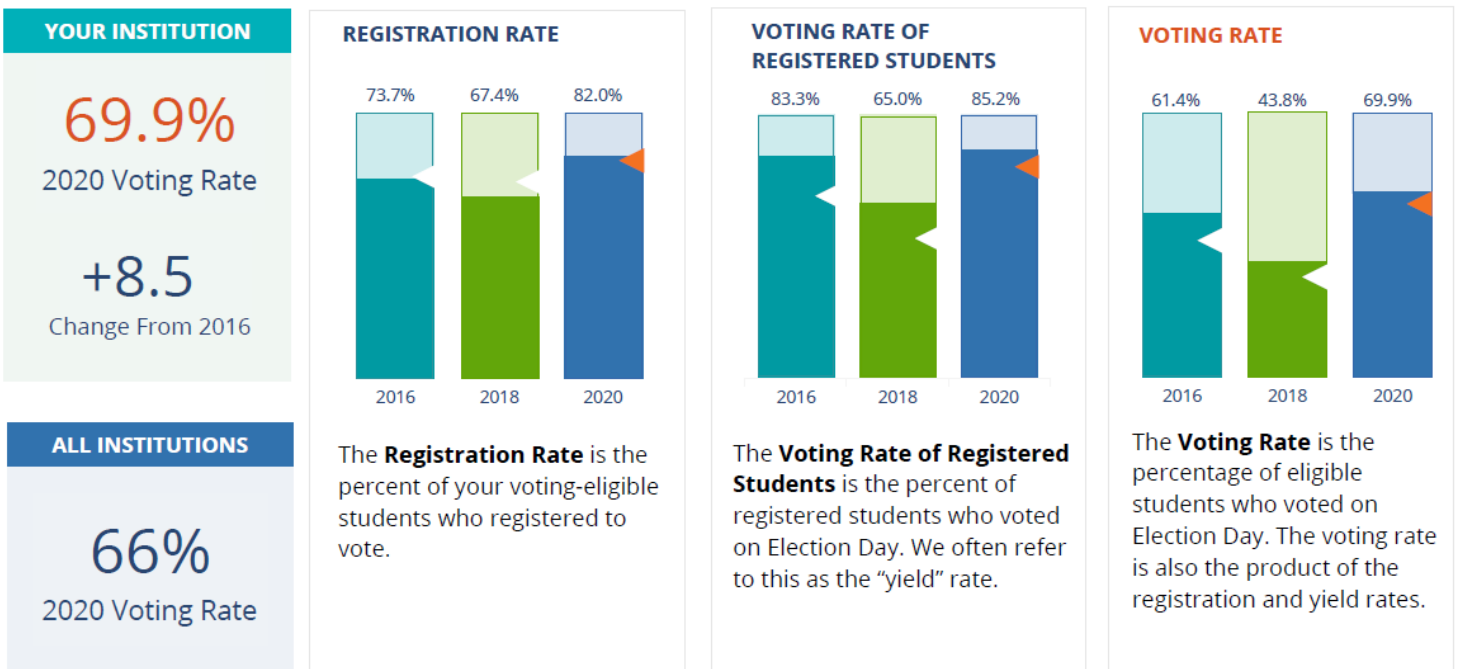 YOUR INSTITUTION
69.9%
2020 Voting Rate
+8.5
Change From 2016
ALL INSTITUTIONS
66%
2020 Voting Rate
REGISTRATION RATE
73.7% 67.4% 82.0%
2016 2018 2020
The Registration Rate is the
percent of your voting-eligible
students who registered to
vote.
VOTING RATE OF
REGISTERED STUDENTS
83.3% 65.0% 85.2%
2016 2018 2020
The Voting Rate of Registered
Students is the percent of
registered students who voted
on Election Day. We often refer
to this as the “yield” rate.
VOTING RATE
61.4% 43.8% 69.9%
2016 2018 2020
The Voting Rate is the
percentage of eligible
students who voted on
Election Day. The voting rate
is also the product of the
registration and yield rates.